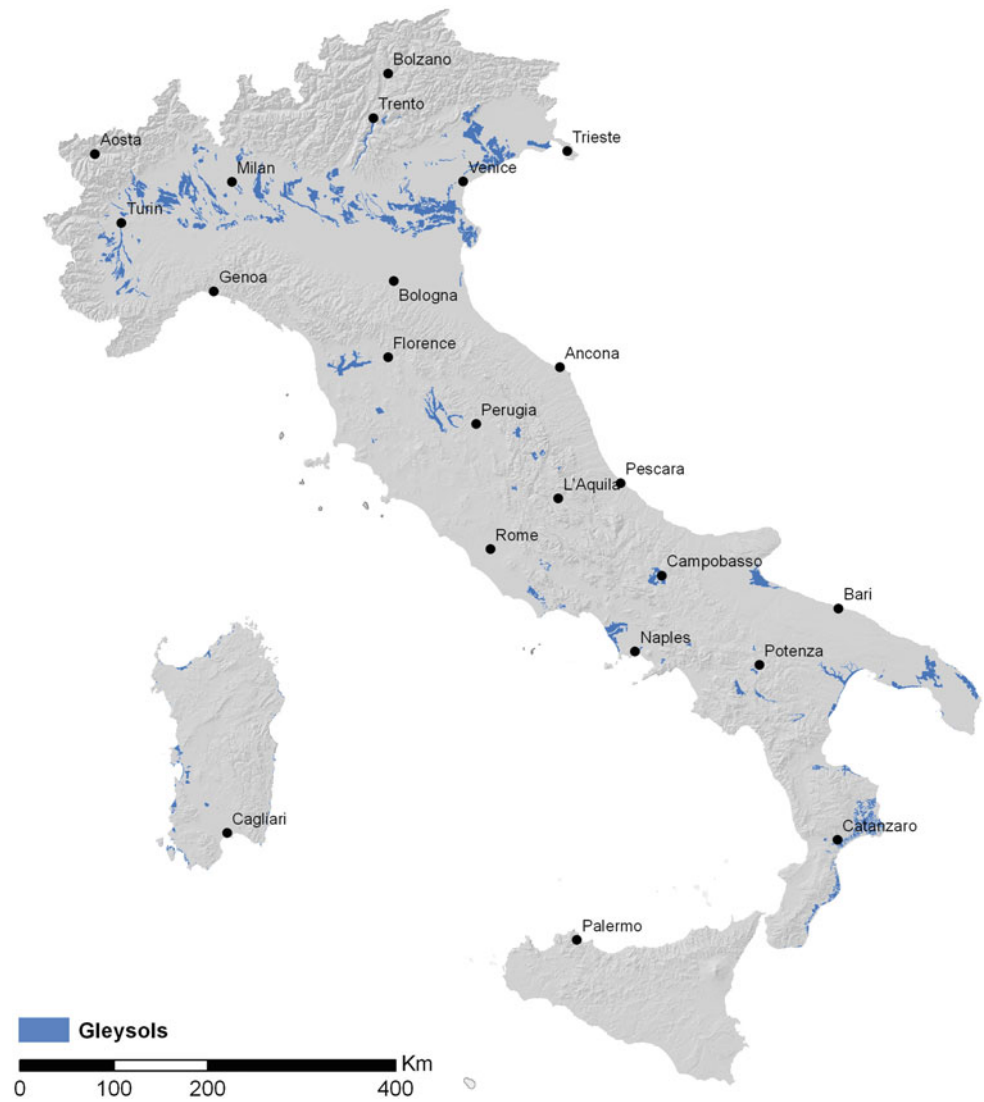 Bolzano
Trento
Aosta
Trieste
Milan
Venice
Turin
Genoa
Bologna
Florence
Ancona
Perugia
Pescara
L'Aquila
Rome
Campobasso
Bari
Naples
Potenza
Cagliari
Catanzaro
Palermo
Gleysols
Km
0 100 200 400